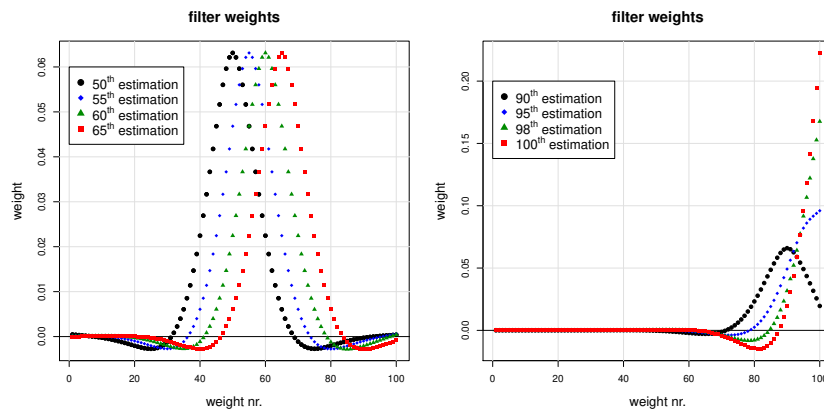 filter weights
0.06
0.05
0.04
0.03
0.02
0.01
0.00
weight
50th estimation
55th estimation
60th estimation
65th estimation
0 20 40 60 80 100
weight nr.
filter weights
0.20
0.15
0.10
0.05
0.00
weight
90th estimation
95th estimation
98th estimation
100th estimation
0 20 40 60 80 100
weight nr.